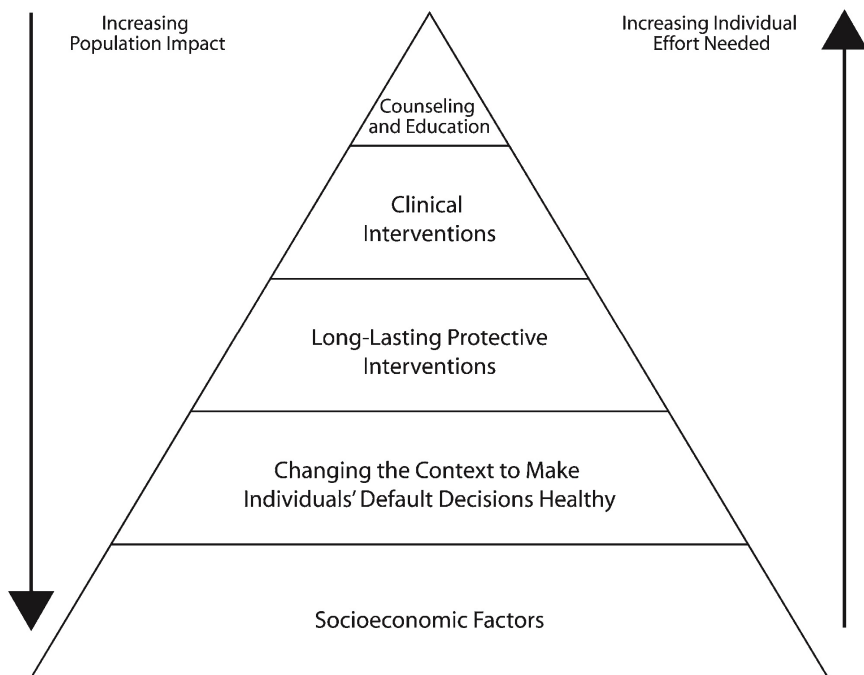 Increasing
Population Impact
Increasing Individual
Effort Needed
Counseling
and Education
Clinical
Interventions
Long-Lasting Protective
Interventions
Changing the Context to Make
Individuals’ Default Decisions Healthy
Socioeconomic Factors